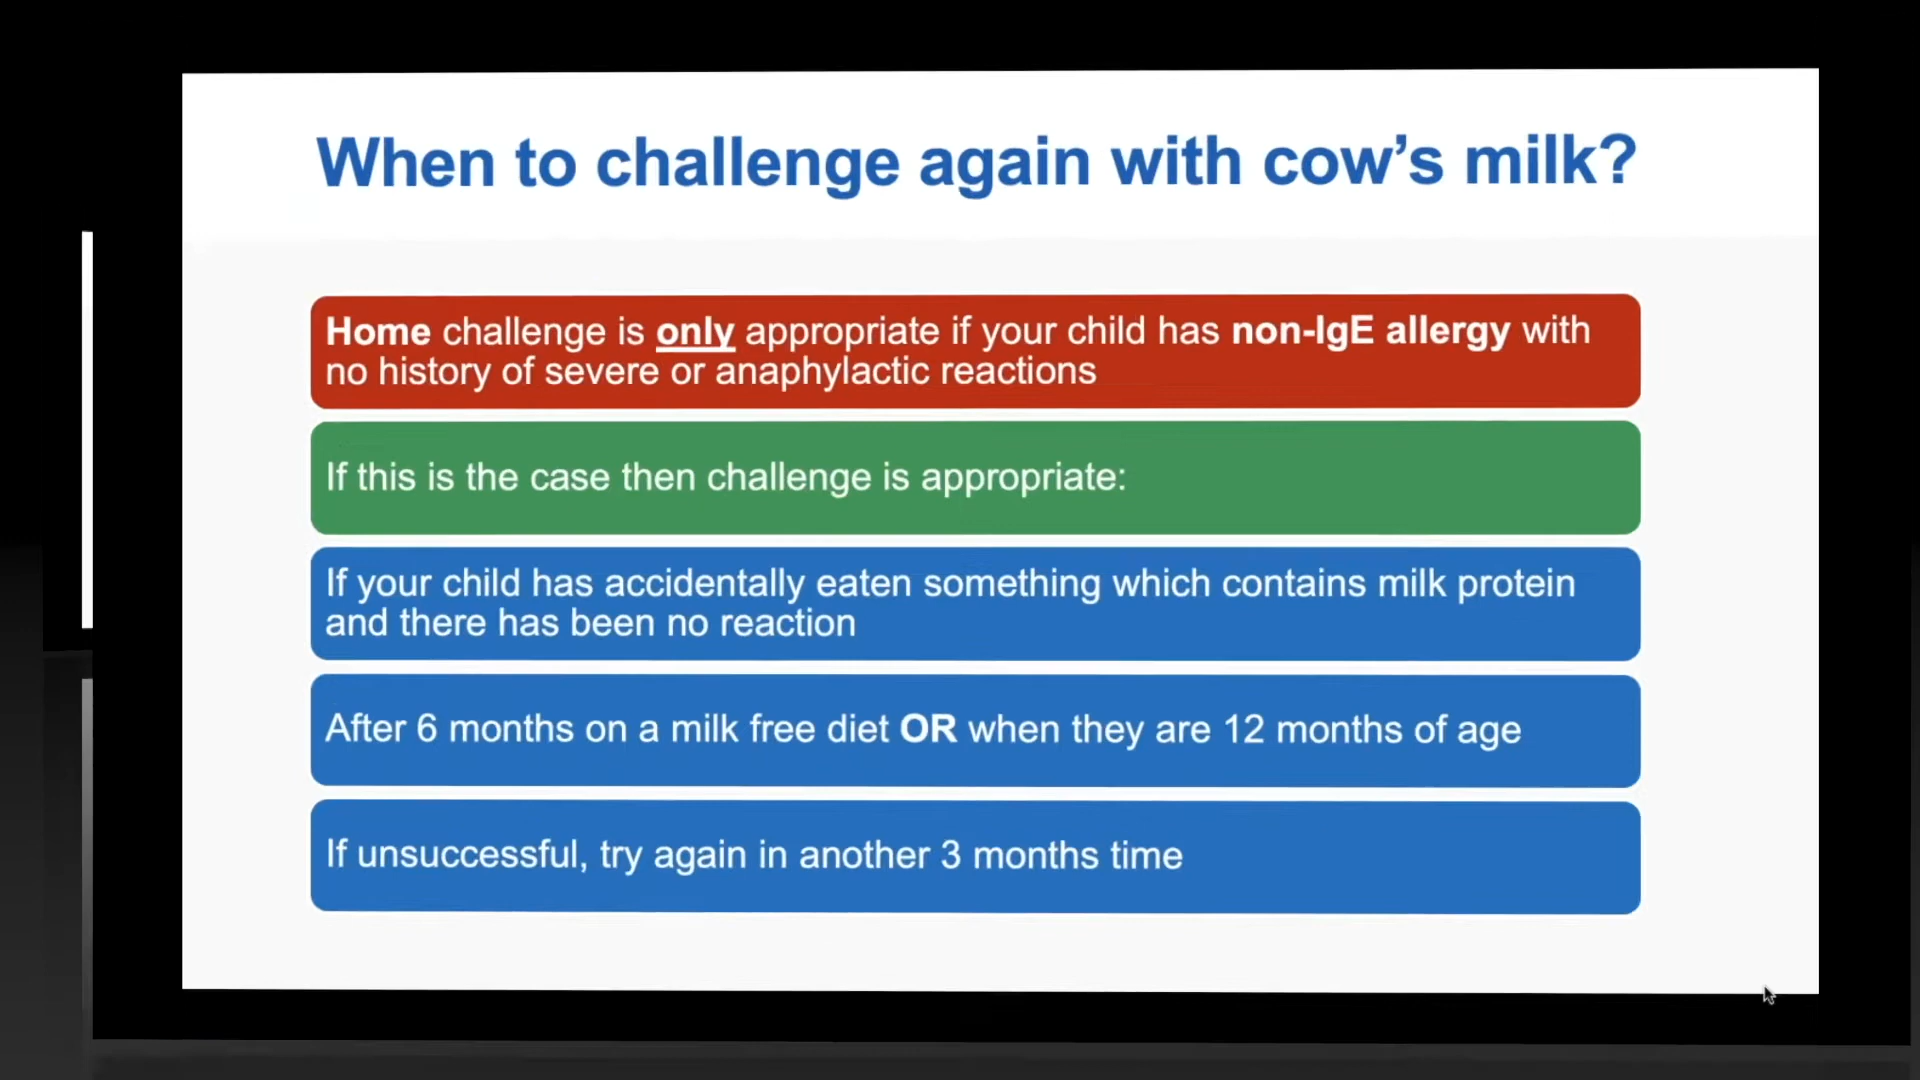 When to challenge again with cow’s milk?
Home challenge is only appropriate if your child has non-IgE allergy with
no history of severe or anaphylactic reactions
If this is the case then challenge is appropriate:
If your child has accidentally eaten something which contains milk protein
and there has been no reaction
After 6 months on a milk free diet OR when they are 12 months of age
If unsuccessful, try again in another 3 months time